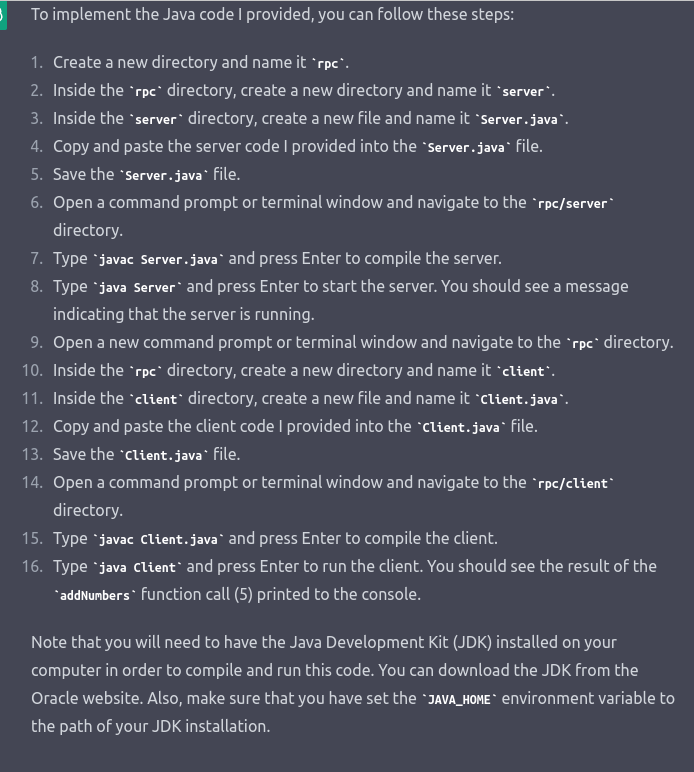 To implement the Java code I provided, you can follow these steps:
1. Create a new directory and name it `rpc`.
2. Inside the `rpc` directory, create a new directory and name it `server`.
3. Inside the `server` directory, create a new file and name it `Server.java`.
4. Copy and paste the server code I provided into the `Server.java` file.
5. Save the `Server.java` file.
6. Open a command prompt or terminal window and navigate to the `rpc/server`
directory.
7. Type `javac Server.java` and press Enter to compile the server.
8. Type `java Server` and press Enter to start the server. You should see a message
indicating that the server is running.
9. Open a new command prompt or terminal window and navigate to the `rpc` directory.
10. Inside the `rpc` directory, create a new directory and name it `client`.
11. Inside the `client` directory, create a new file and name it `Client.java`.
12. Copy and paste the client code I provided into the `Client.java` file.
13. Save the `Client.java` file.
14. Open a command prompt or terminal window and navigate to the `rpc/client`
directory.
15. Type `javac Client.java` and press Enter to compile the client.
16. Type `java Client` and press Enter to run the client. You should see the result of the
`addNumbers` function call (5) printed to the console.
Note that you will need to have the Java Development Kit (JDK) installed on your
computer in order to compile and run this code. You can download the JDK from the
Oracle website. Also, make sure that you have set the `JAVA_HOME` environment variable to
the path of your JDK installation.